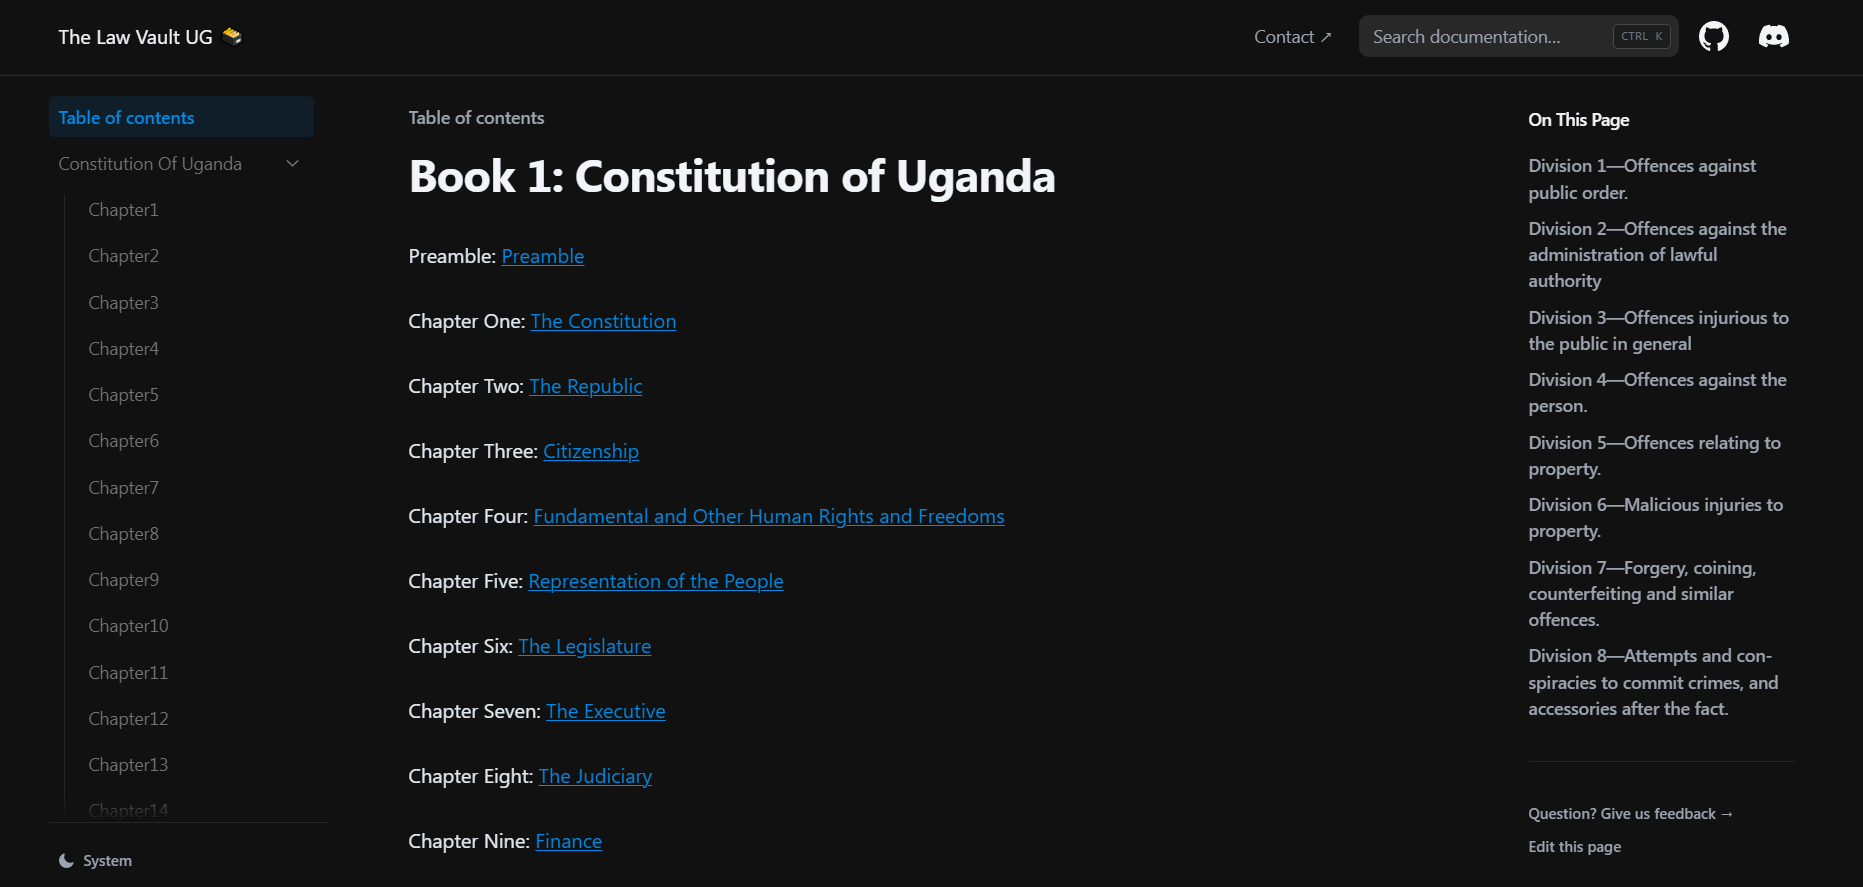 The Law Vault UG
Contact ↗
Search documentation...
CTRL K
Table of contents
Constitution Of Uganda
Chapter1
Chapter2
Chapter3
Chapter4
Chapter5
Chapter6
Chapter7
Chapter8
Chapter9
Chapter10
Chapter11
Chapter12
Chapter13
Chapter14
System
Table of contents
Book 1: Constitution of Uganda
Preamble: Preamble
Chapter One: The Constitution
Chapter Two: The Republic
Chapter Three: Citizenship
Chapter Four: Fundamental and Other Human Rights and Freedoms
Chapter Five: Representation of the People
Chapter Six: The Legislature
Chapter Seven: The Executive
Chapter Eight: The Judiciary
Chapter Nine: Finance
On This Page
Division 1—Offences against
public order.
Division 2—Offences against the
administration of lawful
authority
Division 3—Offences injurious to
the public in general
Division 4—Offences against the
person.
Division 5—Offences relating to
property.
Division 6—Malicious injuries to
property.
Division 7—Forgery, coining,
counterfeiting and similar
offences.
Division 8—Attempts and con-
spiracies to commit crimes, and
accessories after the fact.
Question? Give us feedback →
Edit this page